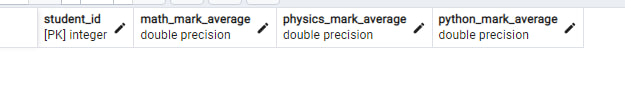 student_id math_mark_average physics_mark_average python_mark_average
[PK] integer double precision double precision double precision